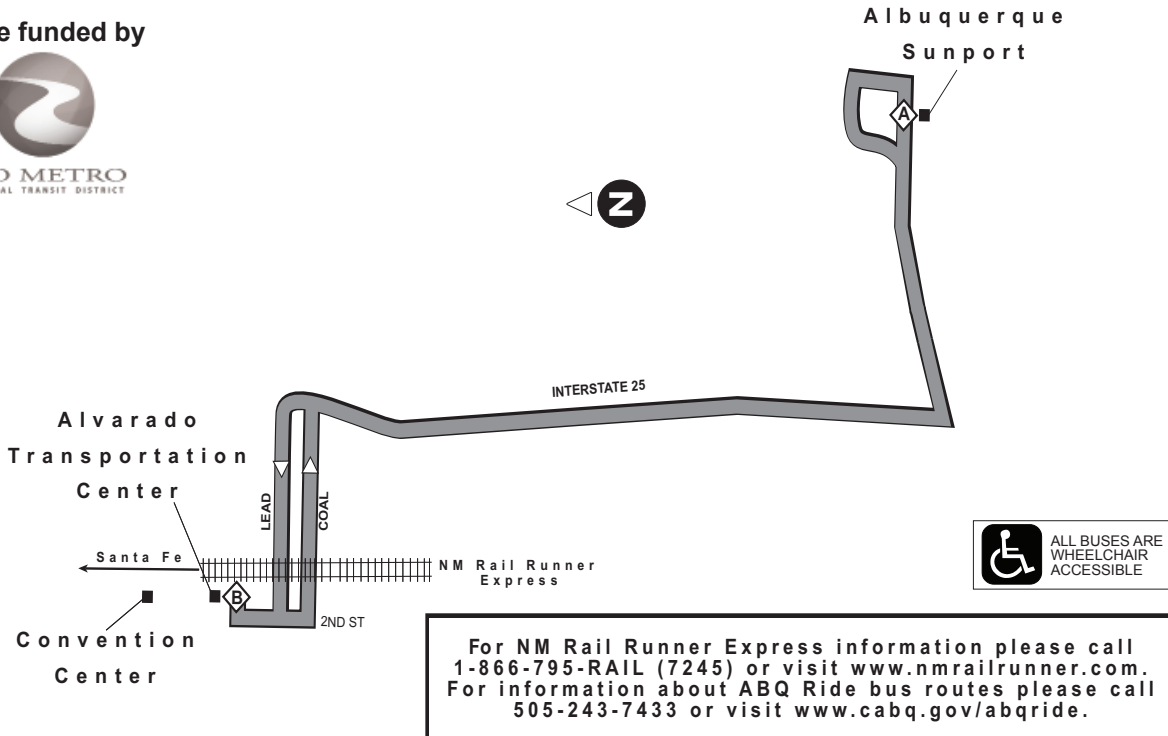 funded by
METRO
TRANSIT DISTRICT
Albuquerque
Sunport
A
N
INTERSTATE 25
Alvarado
Transportation
Center
LEAD
COAL
Santa Fe
NM Rail Runner
Express
B
2ND ST
Convention
Center
ALL BUSES ARE
WHEELCHAIR
ACCESSIBLE
For NM Rail Runner Express information please call
1-866-795-RAIL (7245) or visit www.nmrailrunner.com.
For information about ABQ Ride bus routes please call
505-243-7433 or visit www.cabq.gov/abqride.